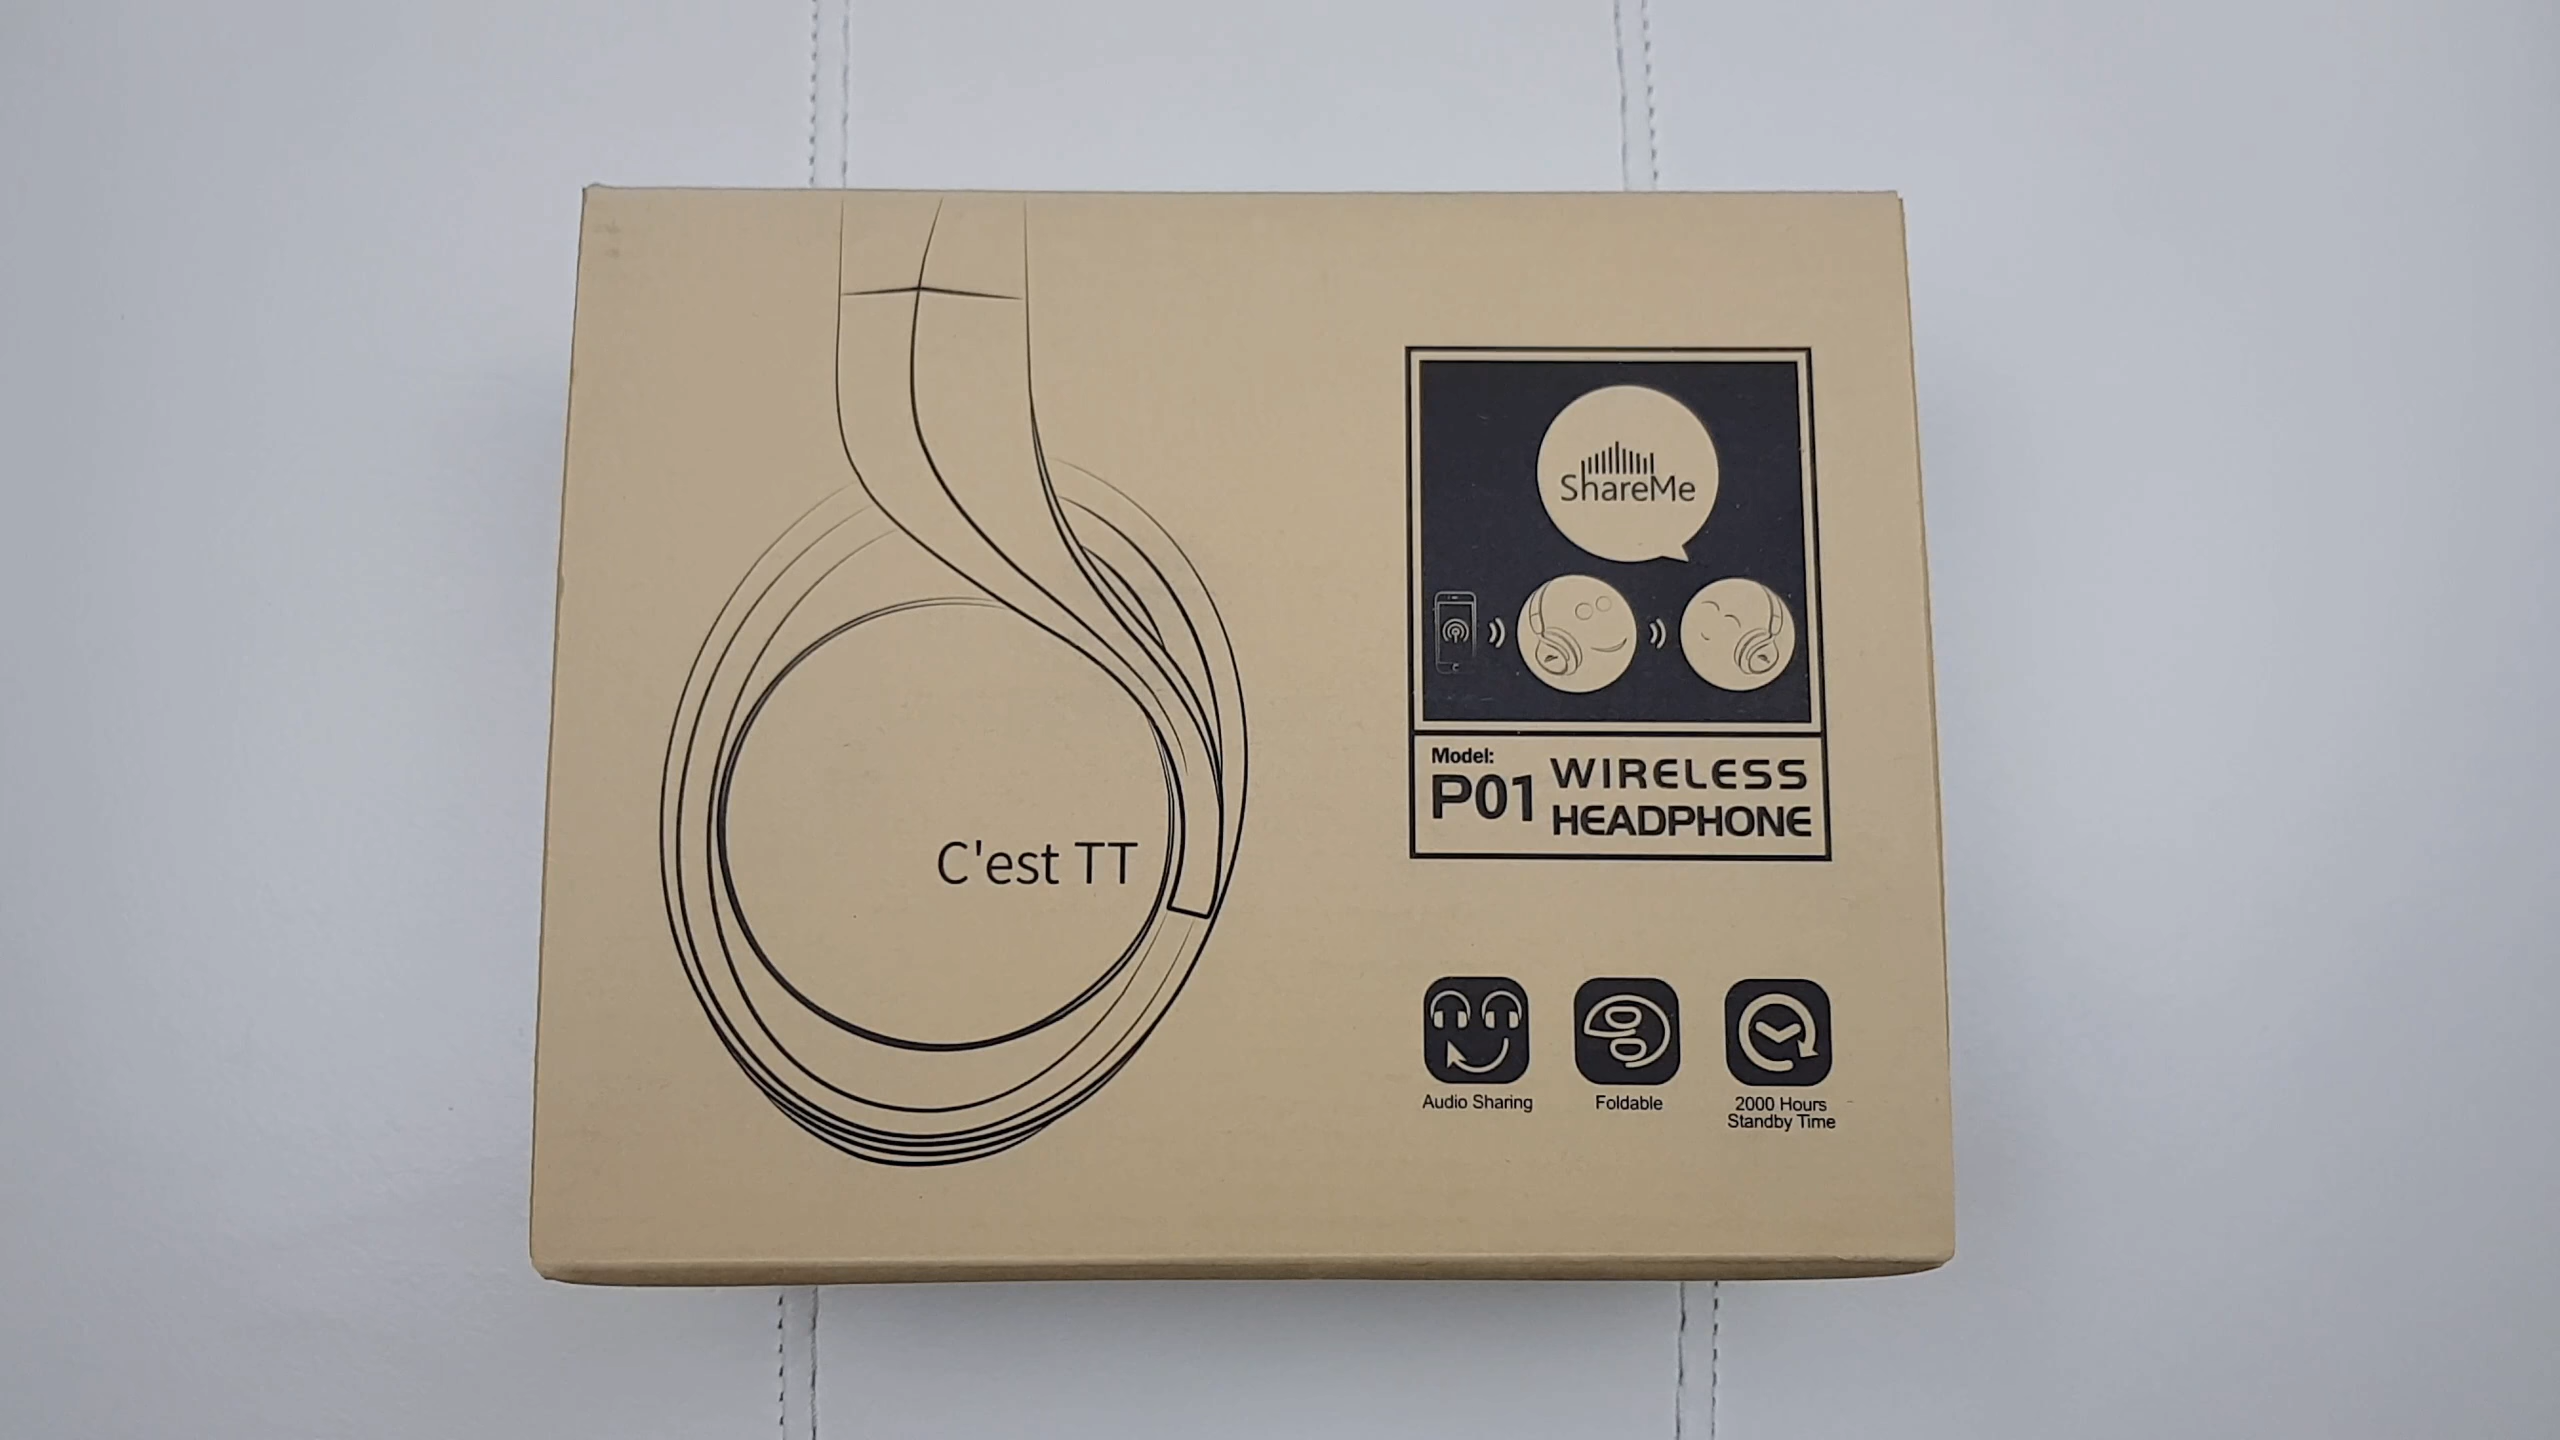 C'est TT
ShareMe
Model:
P01
WIRELESS
HEADPHONE
Audio Sharing
Foldable
2000 Hours
Standby Time